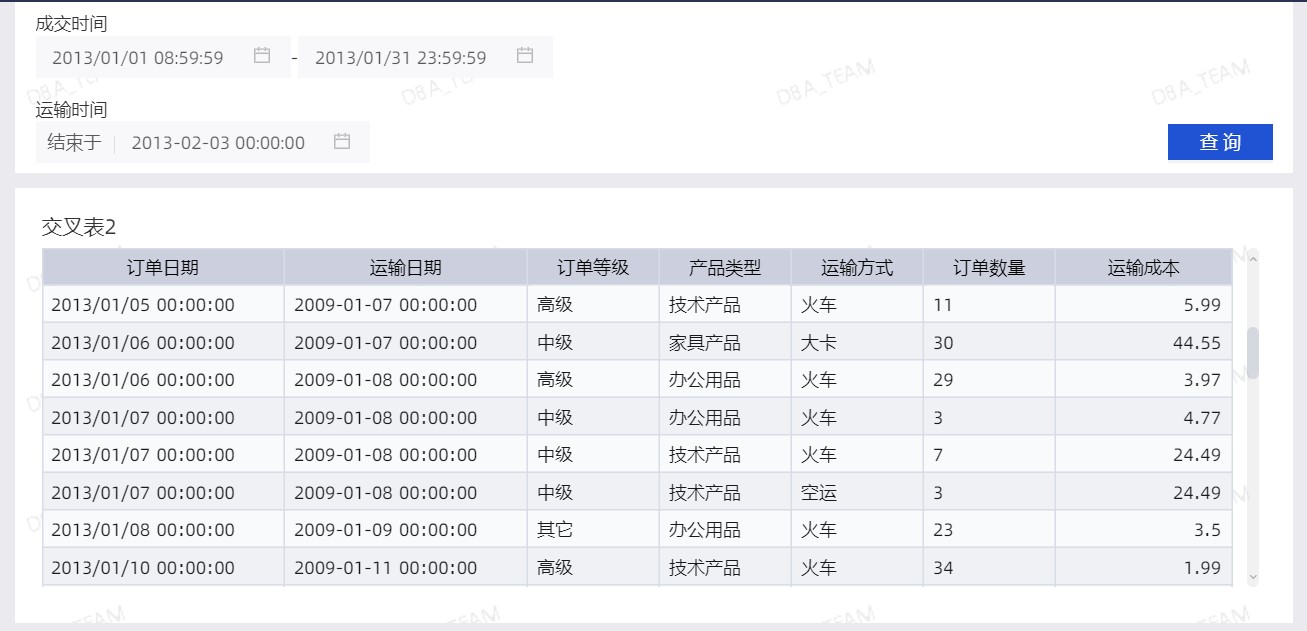 成交时间
2013/01/01 08:59:59 - 2013/01/31 23:59:59
运输时间
结束于 2013-02-03 00:00:00
查询
交叉表2
订单日期 运输日期 订单等级 产品类型 运输方式 订单数量 运输成本
2013/01/05 00:00:00 2009-01-07 00:00:00 高级 技术产品 火车 11 5.99
2013/01/06 00:00:00 2009-01-07 00:00:00 中级 家具产品 大卡 30 44.55
2013/01/06 00:00:00 2009-01-08 00:00:00 高级 办公用品 火车 29 3.97
2013/01/07 00:00:00 2009-01-08 00:00:00 中级 办公用品 火车 3 4.77
2013/01/07 00:00:00 2009-01-08 00:00:00 中级 技术产品 火车 7 24.49
2013/01/07 00:00:00 2009-01-08 00:00:00 中级 技术产品 空运 3 24.49
2013/01/08 00:00:00 2009-01-09 00:00:00 其它 办公用品 火车 23 3.5
2013/01/10 00:00:00 2009-01-11 00:00:00 高级 技术产品 火车 34 1.99